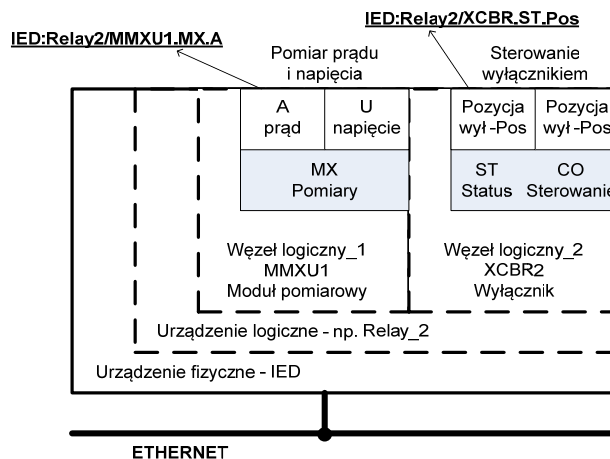 IED:Relay2/MMXU1.MX.A
IED:Relay2/XCBR.ST.Pos
Pomiar prądu
i napięcia
Sterowanie
wyłącznikiem
A
prąd
U
napięcie
Pozycja
wył-Pos
Pozycja
wył-Pos
MX
Pomiary
ST
Status
CO
Sterowanie
Węzeł logiczny_1
MMXU1
Moduł pomiarowy
Węzeł logiczny_2
XCBR2
Wyłącznik
Urządzenie logiczne - np. Relay_2
Urządzenie fizyczne - IED
ETHERNET